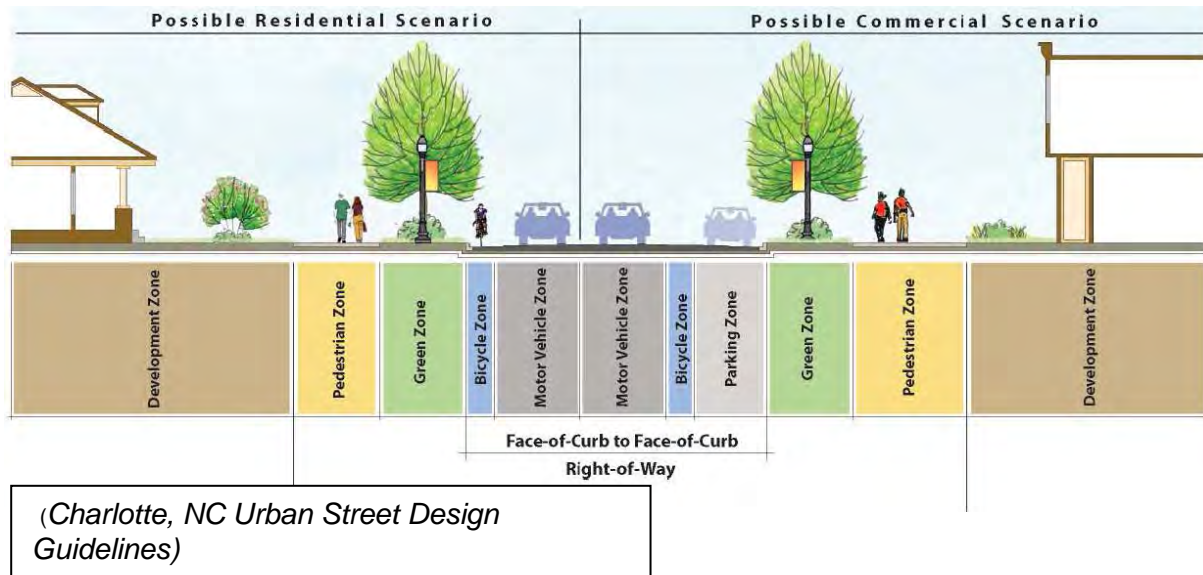 Possible Residential Scenario
Possible Commercial Scenario
Development Zone
Pedestrian Zone
Green Zone
Bicycle Zone
Motor Vehicle Zone
Motor Vehicle Zone
Bicycle Zone
Parking Zone
Green Zone
Pedestrian Zone
Development Zone
Face-of-Curb to Face-of-Curb
Right-of-Way
(Charlotte, NC Urban Street Design
Guidelines)